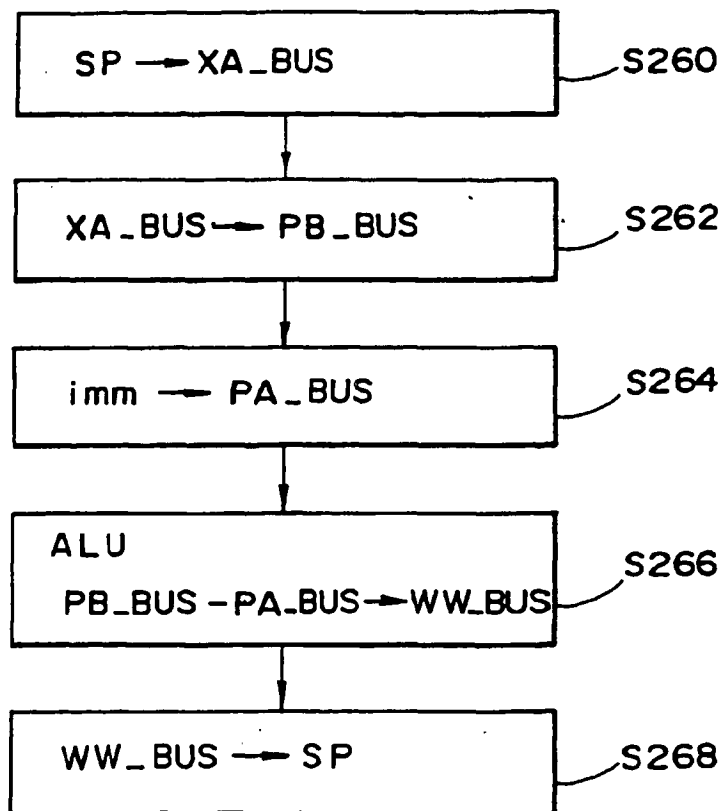 SP → XA_BUS
S260
XA_BUS → PB_BUS
S262
imm → PA_BUS
S264
ALU
PB_BUS – PA_BUS → WW_BUS
S266
WW_BUS → SP
S268